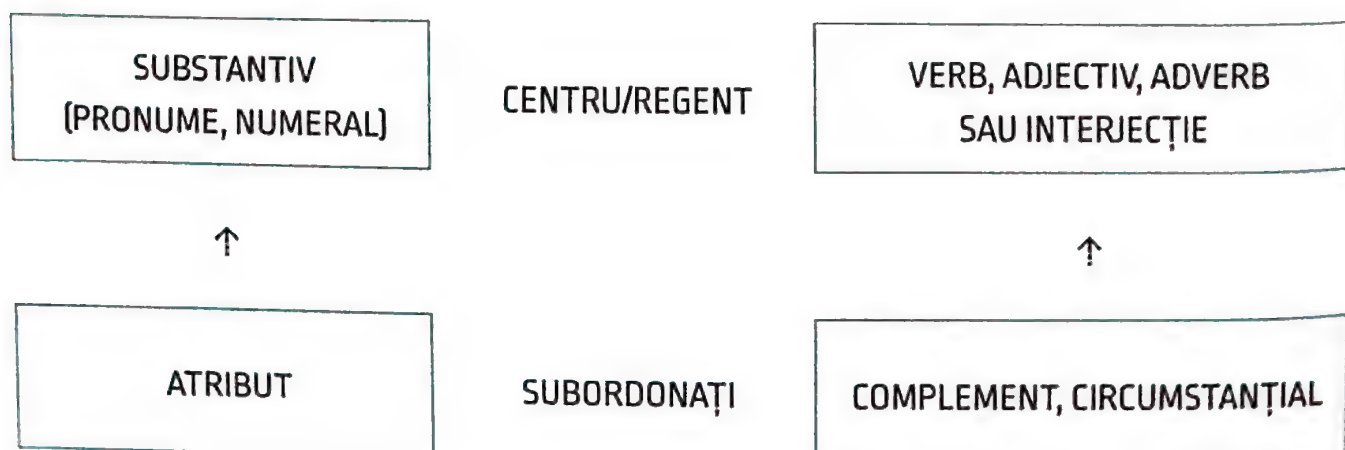 SUBSTANTIV
(PRONUME, NUMERAL)
CENTRU/REGENT
VERB, ADJECTIV, ADVERB
SAU INTERJECȚIE
ATRIBUT
SUBORDONAȚI
COMPLEMENT, CIRCUMSTANȚIAL